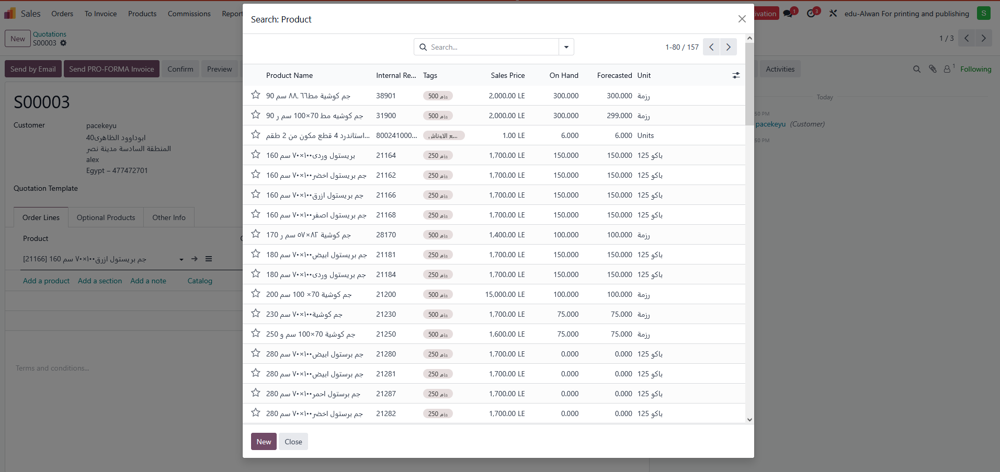 Sales Orders To Invoice Products Commissions Report
ivation 1 3 edu-Alwan For printing and publishing S
New Quotations
S00003
1 / 3
Send by Email Send PRO-FORMA Invoice Confirm Preview
Activities 1 Following
S00003
Customer pacekeyu
40ابوداوود الظاهرى
المنطقة السادسة مدينة نصر
alex
Egypt – 477472701
Quotation Template
Order Lines Optional Products Other Info
Product
[21166] جم بريستول ازرق١٠٠×٧٠ سم 160
Add a product Add a section Add a note Catalog
Terms and conditions...
Search: Product
Search...
1-80 / 157
Product Name Internal Re... Tags Sales Price On Hand Forecasted Unit
جم كوشية مط٦٦ ـ٨٨ سم 90 38901 رزم 500 2,000.00 LE 300.000 300.000 رزمة
جم كوشيه مط 70×100 سم ر 90 31900 رزم 500 2,000.00 LE 300.000 299.000 رزمة
استاندرد 4 قطع مكون من 2 طقم... 800241000... ...ع الاوناش 1.00 LE 6.000 6.000 Units
بريستول وردى١٠٠×٧٠ سم 160 21164 رزم 250 1,700.00 LE 150.000 150.000 باكو 125
جم بريستول اخضر١٠٠×٧٠ سم 160 21162 رزم 250 1,700.00 LE 150.000 150.000 باكو 125
جم بريستول ازرق١٠٠×٧٠ سم 160 21166 رزم 250 1,700.00 LE 150.000 150.000 باكو 125
جم بريستول اصفر١٠٠×٧٠ سم 160 21168 رزم 250 1,700.00 LE 150.000 150.000 باكو 125
جم كوشية ٨٢×٥٧ سم ر 170 28170 رزم 500 1,400.00 LE 100.000 100.000 رزمة
جم بريستول ابيض١٠٠×٧٠ سم 180 21181 رزم 250 1,700.00 LE 150.000 150.000 باكو 125
جم بريستول وردى١٠٠×٧٠ سم 180 21184 رزم 250 1,700.00 LE 150.000 150.000 باكو 125
جم كوشية 70× 100 سم 200 21200 رزم 500 15,000.00 LE 100.000 100.000 رزمة
جم كوشية١٠٠×٧٠ سم 230 21230 رزم 500 1,700.00 LE 75.000 75.000 رزمة
جم كوشية 70×100 سم و 250 21250 رزم 500 1,600.00 LE 75.000 75.000 رزمة
جم برستول ابيض١٠٠×٧٠ سم 280 21280 رزم 250 1,700.00 LE 0.000 0.000 باكو 125
جم برستول ابيض١٠٠×٧٠ سم 280 21281 رزم 250 1,700.00 LE 0.000 0.000 باكو 125
جم برستول احمر١٠٠×٧٠ سم 280 21287 رزم 250 1,700.00 LE 0.000 0.000 باكو 125
جم برستول اخضر١٠٠×٧٠ سم 280 21282 رزم 250 1,700.00 LE 0.000 0.000 باكو 125
New Close
Today
50 PM
pacekeyu (Customer)
50 PM